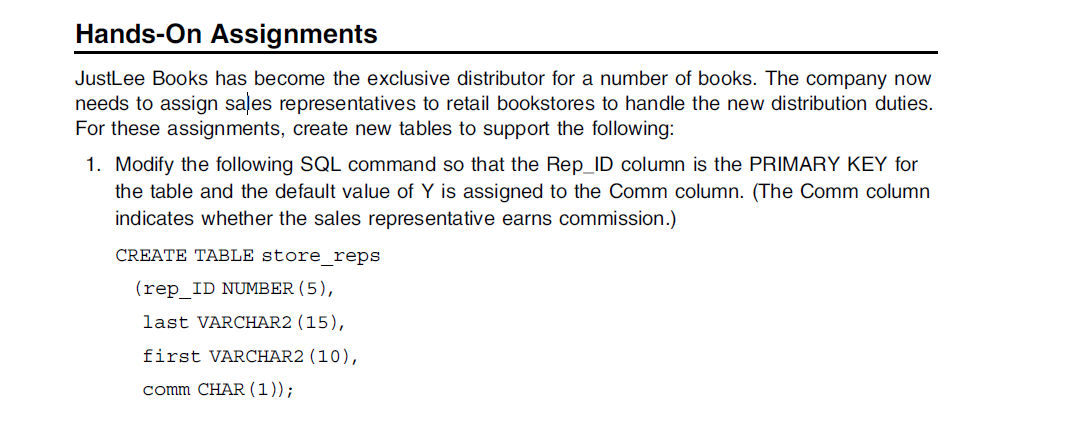 Hands-On Assignments
JustLee Books has become the exclusive distributor for a number of books. The company now
needs to assign sales representatives to retail bookstores to handle the new distribution duties.
For these assignments, create new tables to support the following:
1. Modify the following SQL command so that the Rep_ID column is the PRIMARY KEY for
the table and the default value of Y is assigned to the Comm column. (The Comm column
indicates whether the sales representative earns commission.)
CREATE TABLE store_reps
(rep_ID NUMBER(5),
last VARCHAR2(15),
first VARCHAR2(10),
comm CHAR(1));